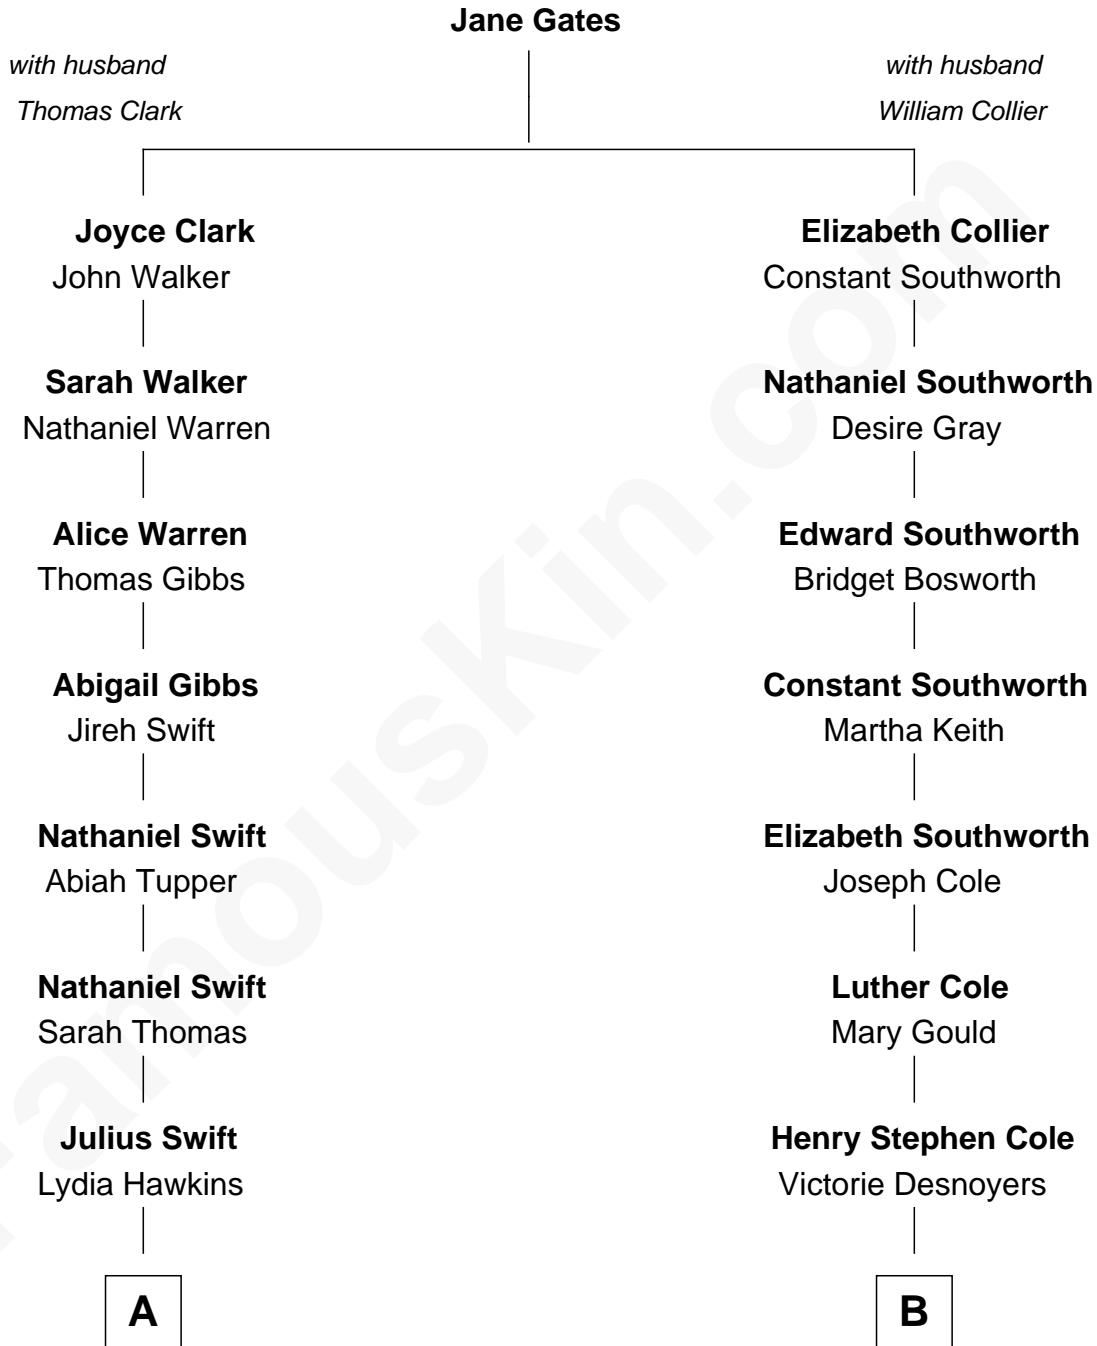 Jane Gates
with husband
Thomas Clark
with husband
William Collier
Joyce Clark
John Walker
Sarah Walker
Nathaniel Warren
Alice Warren
Thomas Gibbs
Abigail Gibbs
Jireh Swift
Nathaniel Swift
Abiah Tupper
Nathaniel Swift
Sarah Thomas
Julius Swift
Lydia Hawkins
A
Elizabeth Collier
Constant Southworth
Nathaniel Southworth
Desire Gray
Edward Southworth
Bridget Bosworth
Constant Southworth
Martha Keith
Elizabeth Southworth
Joseph Cole
Luther Cole
Mary Gould
Henry Stephen Cole
Victorie Desnoyers
B
FamousKin.com